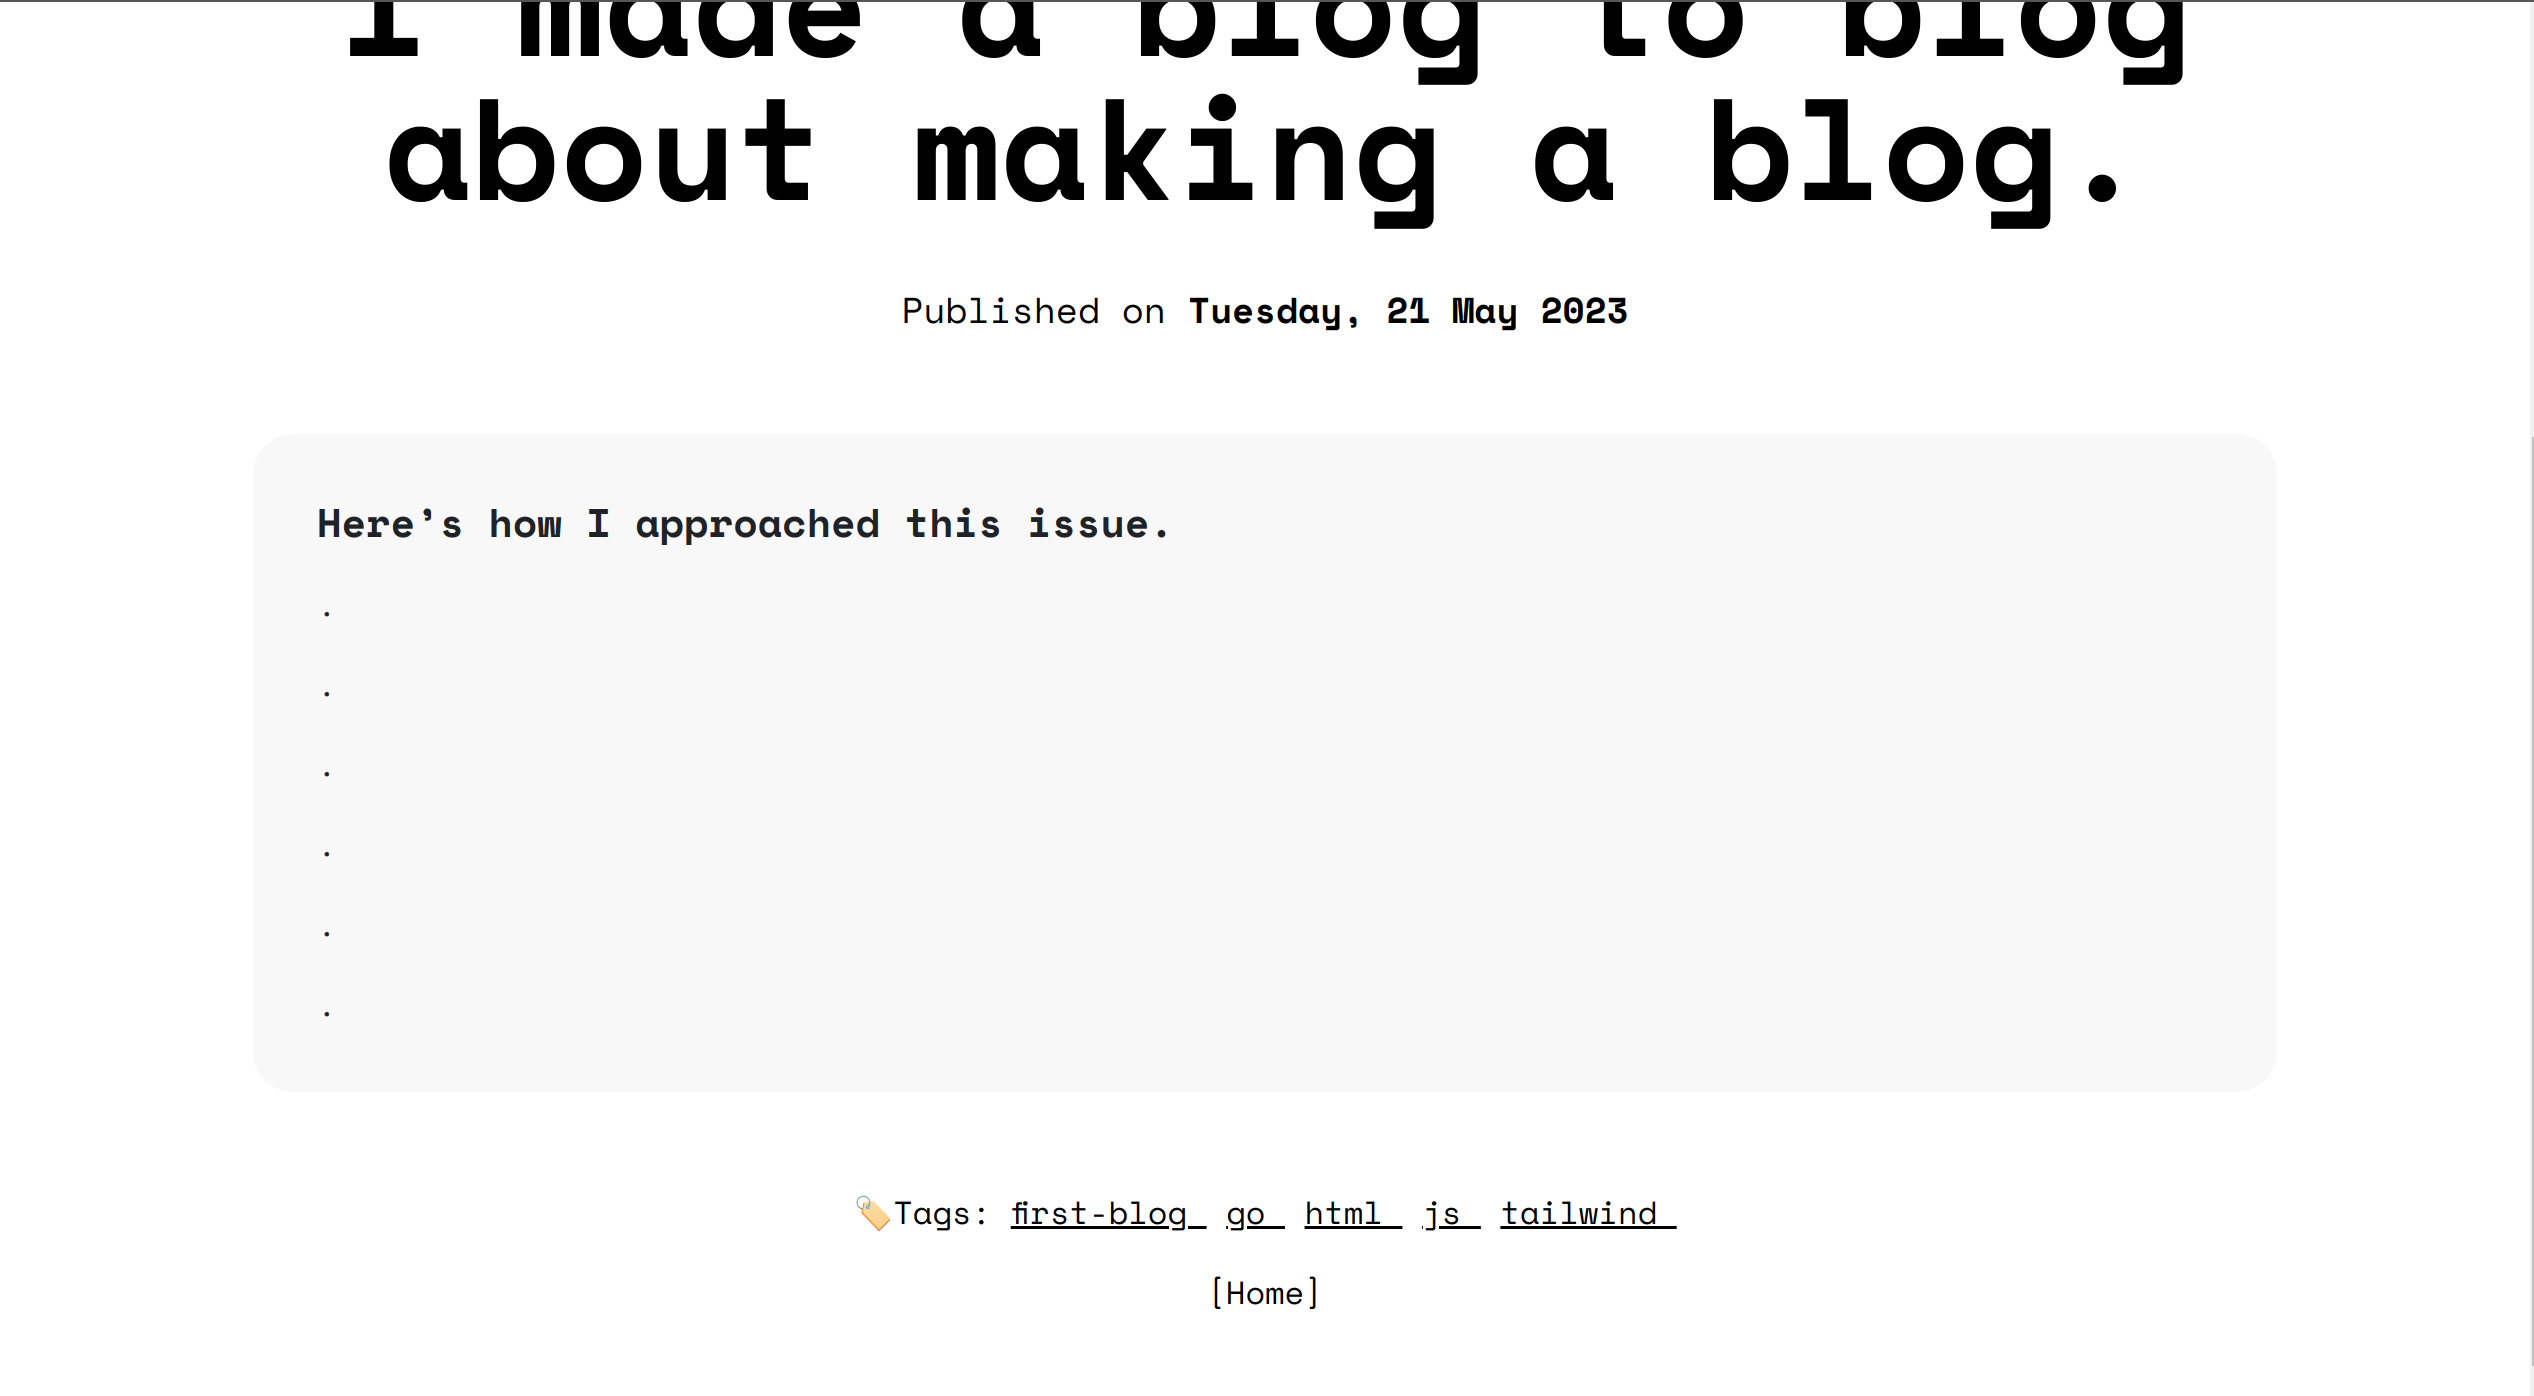 I made a blog to blog
about making a blog.
Published on Tuesday, 21 May 2023
Here’s how I approached this issue.
.
.
.
.
.
.
🏷️Tags: first-blog go html js tailwind
[Home]